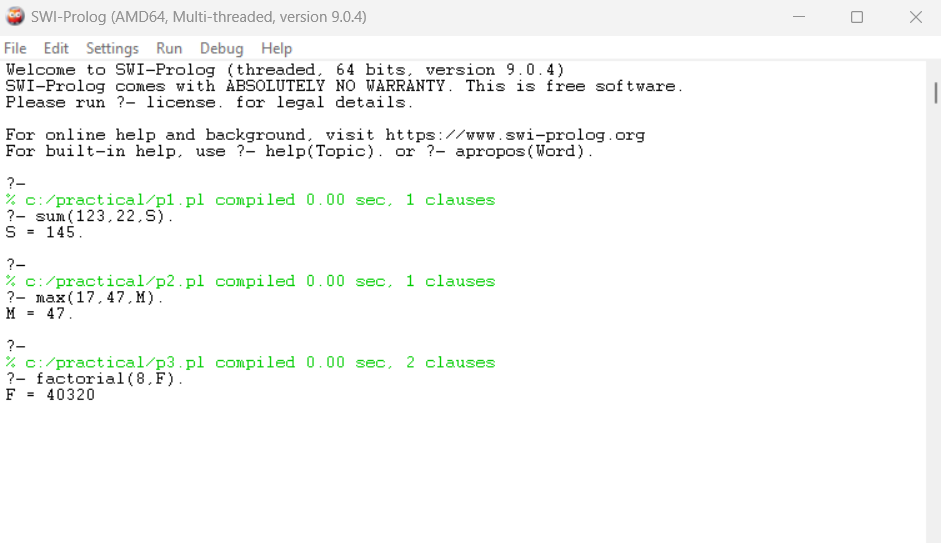 SWI-Prolog (AMD64, Multi-threaded, version 9.0.4)
File Edit Settings Run Debug Help
Welcome to SWI-Prolog (threaded, 64 bits, version 9.0.4)
SWI-Prolog comes with ABSOLUTELY NO WARRANTY. This is free software.
Please run ?- license. for legal details.
For online help and background, visit https://www.swi-prolog.org
For built-in help, use ?- help(Topic). or ?- apropos(Word).
?-
% c:/practical/p1.pl compiled 0.00 sec, 1 clauses
?- sum(123,22,S).
S = 145.
?-
% c:/practical/p2.pl compiled 0.00 sec, 1 clauses
?- max(17,47,M).
M = 47.
?-
% c:/practical/p3.pl compiled 0.00 sec, 2 clauses
?- factorial(8,F).
F = 40320